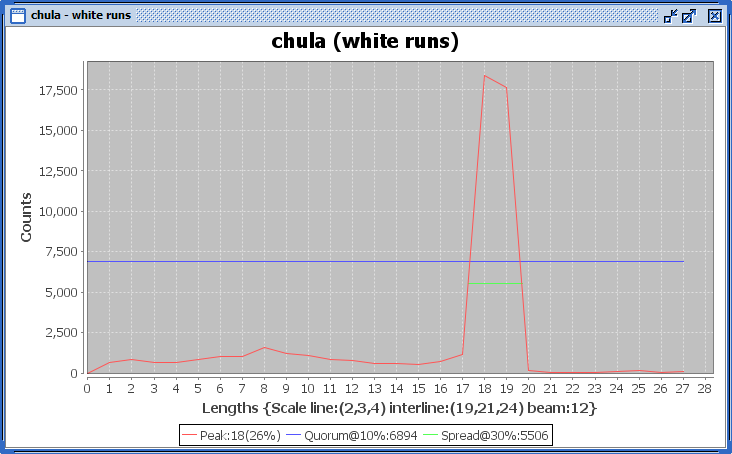 chula - white runs
chula (white runs)
17,500
15,000
12,500
10,000
7,500
5,000
2,500
0
Counts
0 1 2 3 4 5 6 7 8 9 10 11 12 13 14 15 16 17 18 19 20 21 22 23 24 25 26 27 28
Lengths {Scale line:(2,3,4) interline:(19,21,24) beam:12}
Peak:18(26%) Quorum@10%:6894 Spread@30%:5506